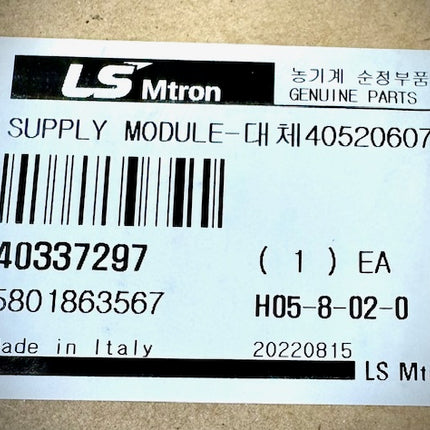 LS Mtron
농기계 순정부품
GENUINE PARTS
SUPPLY MODULE-대체40520607
40337297 ( 1 ) EA
5801863567 H05-8-02-0
ade in Italy 20220815
LS Mt